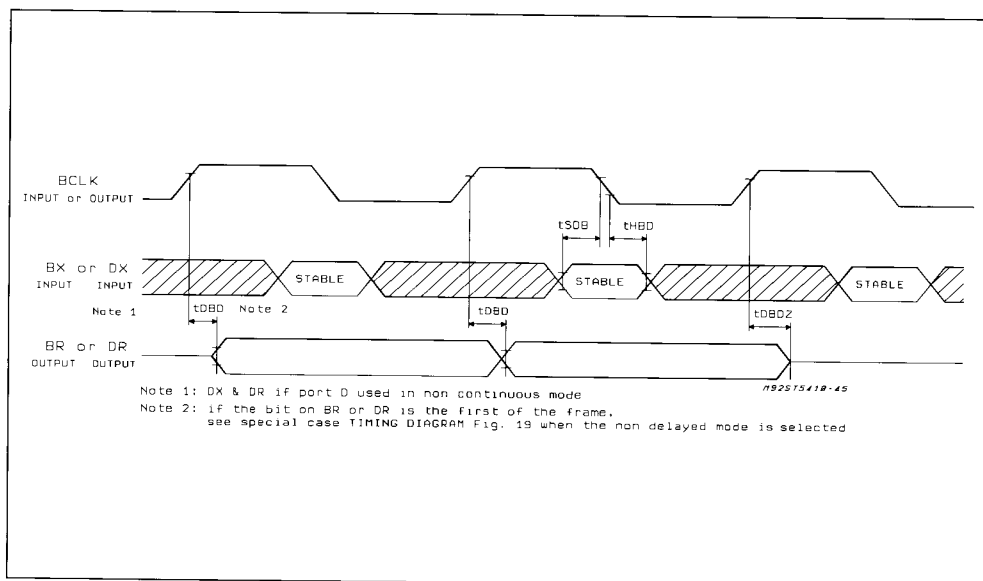 BCLK
INPUT or OUTPUT
tSDB tHBD
BX or DX
INPUT INPUT
STABLE STABLE STABLE
Note 1 tDBD Note 2 tDBD tDBDZ
BR or DR
OUTPUT OUTPUT
M92ST5410-45
Note 1: DX & DR if port D used in non continuous mode
Note 2: if the bit on BR or DR is the first of the frame,
see special case TIMING DIAGRAM Fig. 19 when the non delayed mode is selected